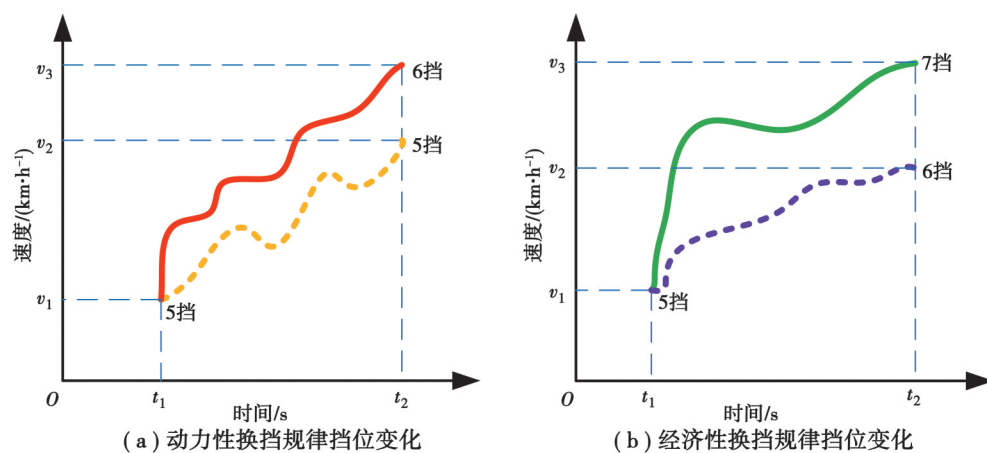 速度/(km·h⁻¹)
v₃
v₂
v₁
O
t₁
t₂
时间/s
6挡
5挡
5挡
(a)动力性换挡规律挡位变化
速度/(km·h⁻¹)
v₃
v₂
v₁
O
t₁
t₂
时间/s
7挡
6挡
5挡
(b)经济性换挡规律挡位变化